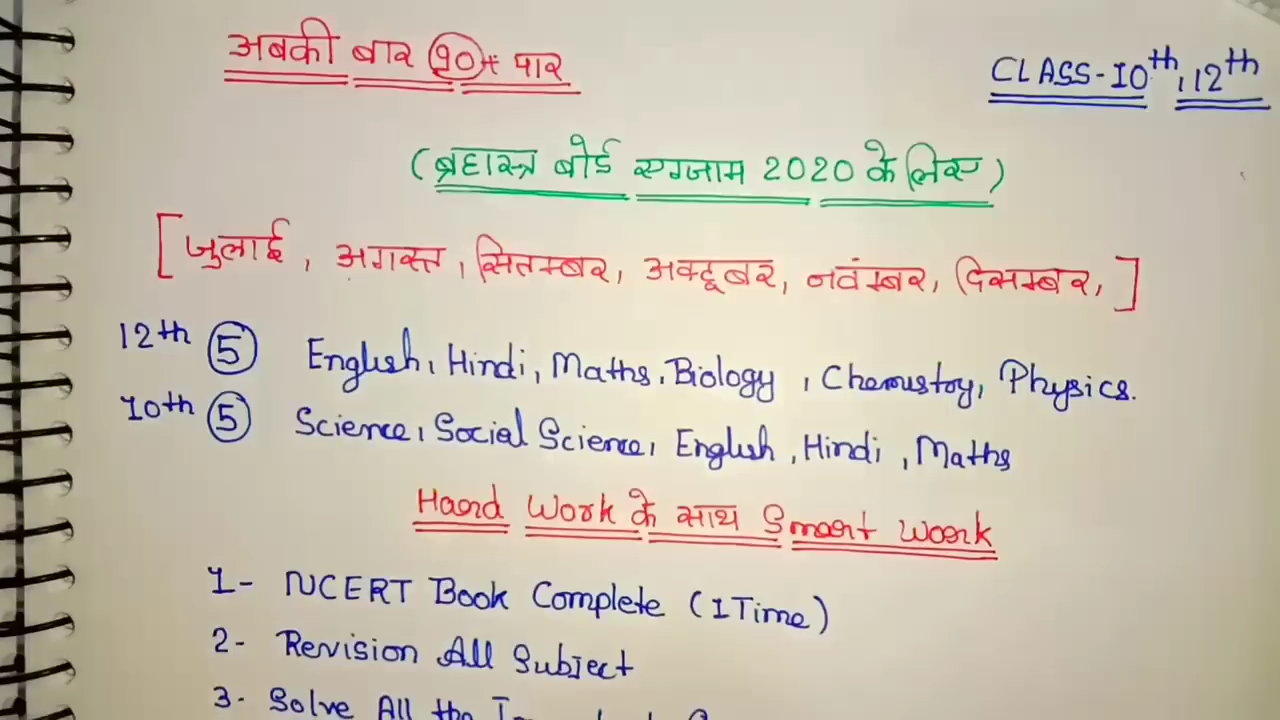 अबकी बार 90+ पार
CLASS-10th, 12th
(ब्रहास्त्र बोर्ड एग्जाम 2020 के लिए)
[जुलाई, अगस्त, सितम्बर, अक्टूबर, नवंम्बर, दिसम्बर,]
12th 5 English, Hindi, Maths, Biology, Chemistry, Physics.
10th 5 Science, Social Science, English, Hindi, Maths
Hard Work के साथ Smart Work
1- NCERT Book Complete (1Time)
2- Revision All Subject
3- Solve All the